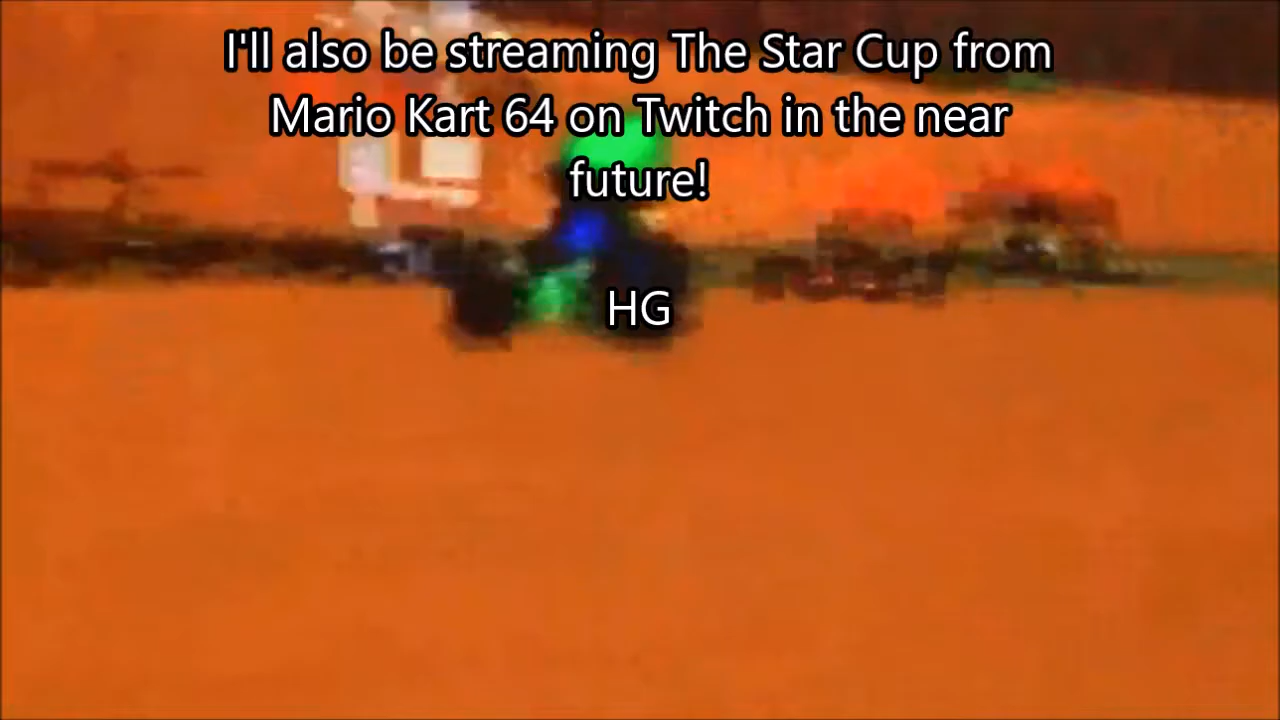 I'll also be streaming The Star Cup from
Mario Kart 64 on Twitch in the near
future!
HG